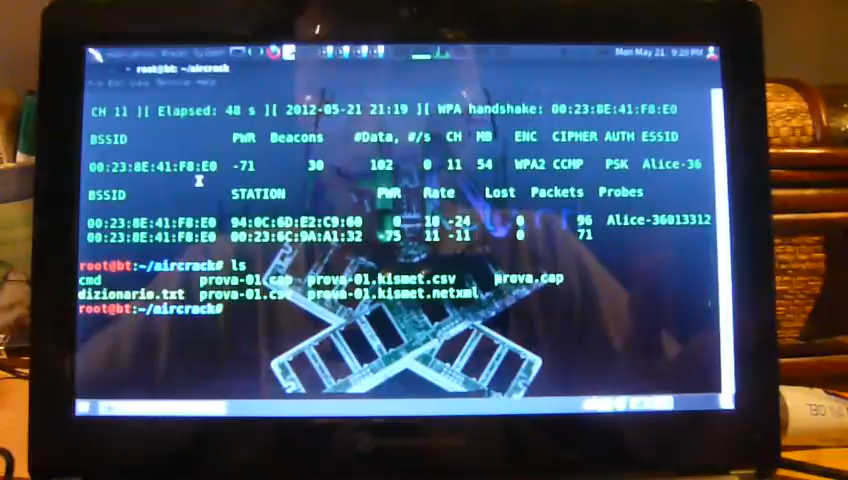 Mon May 21, 9:20 PM
root@bt: ~/aircrack
CH 11 ][ Elapsed: 48 s ][ 2012-05-21 21:19 ][ WPA handshake: 00:23:8E:41:F8:E0
BSSID PWR Beacons #Data, #/s CH MB ENC CIPHER AUTH ESSID
00:23:8E:41:F8:E0 -71 30 102 0 11 54 WPA2 CCMP PSK Alice-36
BSSID STATION PWR Rate Lost Packets Probes
00:23:8E:41:F8:E0 94:0C:6D:E2:C9:60 0 18 -24 0 96 Alice-36013312
00:23:8E:41:F8:E0 00:23:6C:9A:A1:32 -75 11 -11 0 71
root@bt:~/aircrack# ls
cmd prova-01.cap prova-01.kismet.csv prova.cap
dizionario.txt prova-01.csv prova-01.kismet.netxml
root@bt:~/aircrack#
GEL